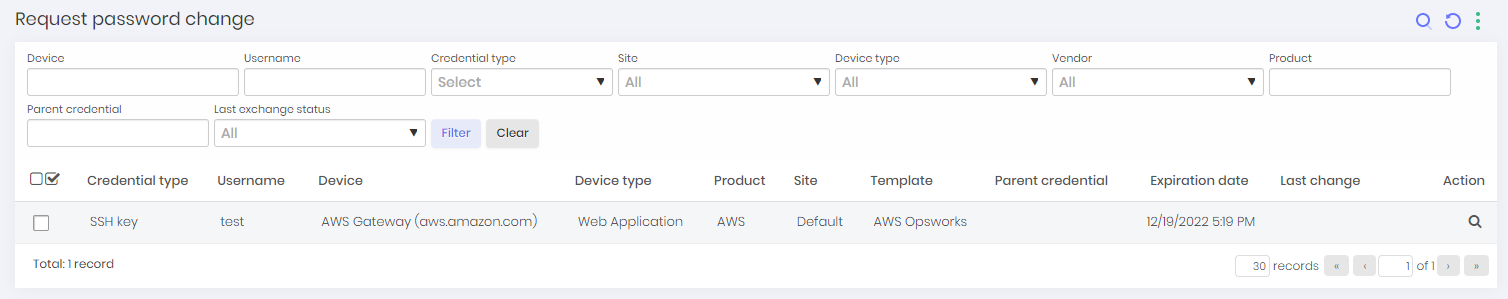 Request password change
Device Username Credential type Site Device type Vendor Product
Select All All All
Parent credential Last exchange status
All Filter Clear
Credential type Username Device Device type Product Site Template Parent credential Expiration date Last change Action
SSH key test AWS Gateway (aws.amazon.com) Web Application AWS Default AWS Opsworks 12/19/2022 5:19 PM
Total: 1 record 30 records « ‹ 1 of 1 › »